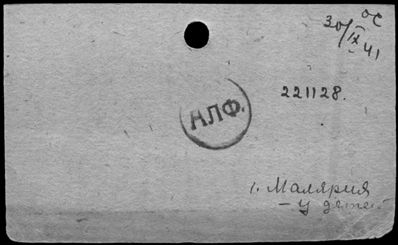 ОС
30/IX 41
221128.
НЛФ.
1. Малярия
– у детей